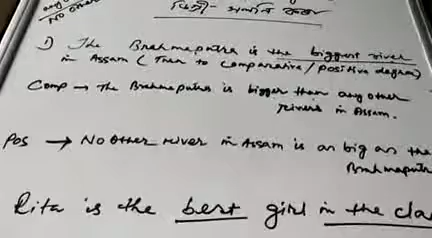 No other
1) The Brahmaputra is the biggest river
in Assam (Turn to comparative / positive degree)
Comp → The Brahmaputra is bigger than any other
rivers in Assam.
Pos → No other river in Assam is as big as the
Brahmaputra
Rita is the best girl in the cla